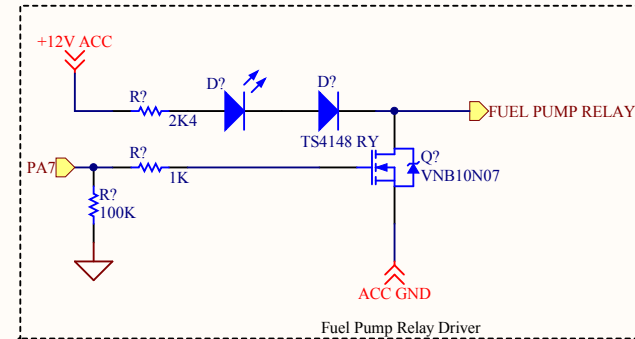 +12V ACC
R?
2K4
D?
D?
TS4148 RY
FUEL PUMP RELAY
PA7
R?
1K
R?
100K
Q?
VNB10N07
ACC GND
Fuel Pump Relay Driver